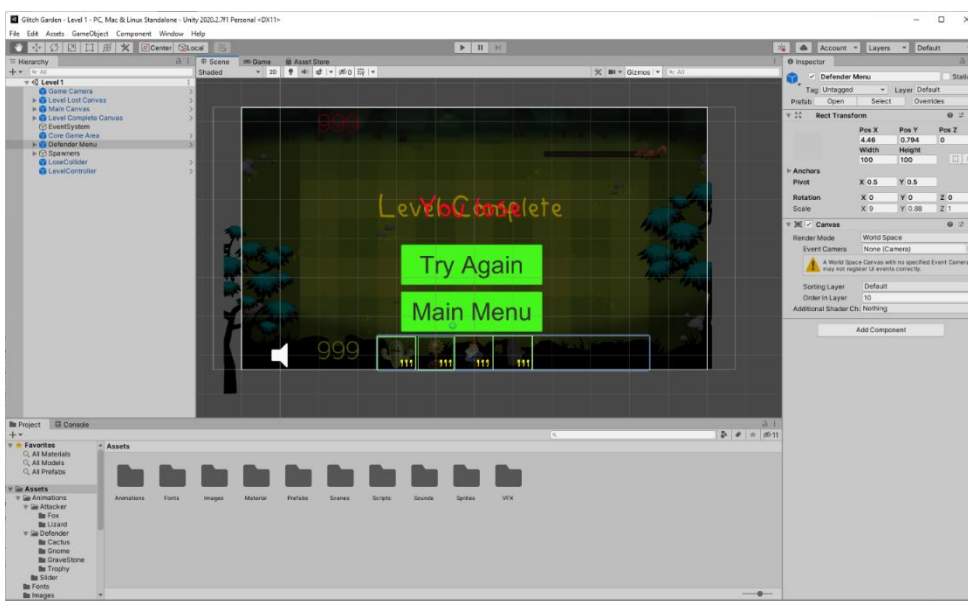 Glitch Garden - Level 1 - PC, Mac & Linux Standalone - Unity 2020.2.7f1 Personal <DX11>
File Edit Assets GameObject Component Window Help
Center Local Account Layers Default
Hierarchy
All
Level 1
Game Camera
Level Lost Canvas
Main Canvas
Level Complete Canvas
EventSystem
Core Game Area
Defender Menu
Spawners
LoseCollider
LevelController
Scene Game Asset Store
Shaded 2D 0 Gizmos All
999
Level Complete
You Lose
Try Again
Main Menu
999
111 111 111 111
Inspector
Defender Menu Static
Tag Untagged Layer Default
Prefab Open Select Overrides
Rect Transform
Pos X Pos Y Pos Z
4.46 0.794 0
Width Height
100 100
Anchors
Pivot X 0.5 Y 0.5
Rotation X 0 Y 0 Z 0
Scale X 9 Y 0.88 Z 1
Canvas
Render Mode World Space
Event Camera None (Camera)
A World Space Canvas with no specified Event Camera
may not register UI events correctly.
Sorting Layer Default
Order in Layer 10
Additional Shader Ch Nothing
Add Component
Project Console
11
Favorites
All Materials
All Models
All Prefabs
Assets
Animations
Attacker
Fox
Lizard
Defender
Cactus
Gnome
GraveStone
Trophy
Slider
Fonts
Images
Assets
Animations Fonts Images Material Prefabs Scenes Scripts Sounds Sprites VFX